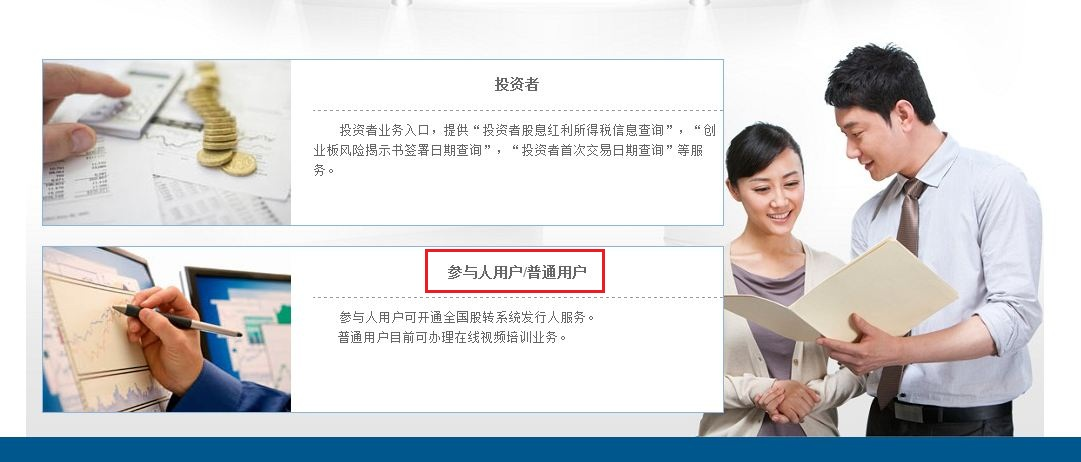 投资者
投资者业务入口，提供“投资者股息红利所得税信息查询”，“创
业板风险揭示书签署日期查询”，“投资者首次交易日期查询”等服
务。
参与人用户/普通用户
参与人用户可开通全国股转系统发行人服务。
普通用户目前可办理在线视频培训业务。